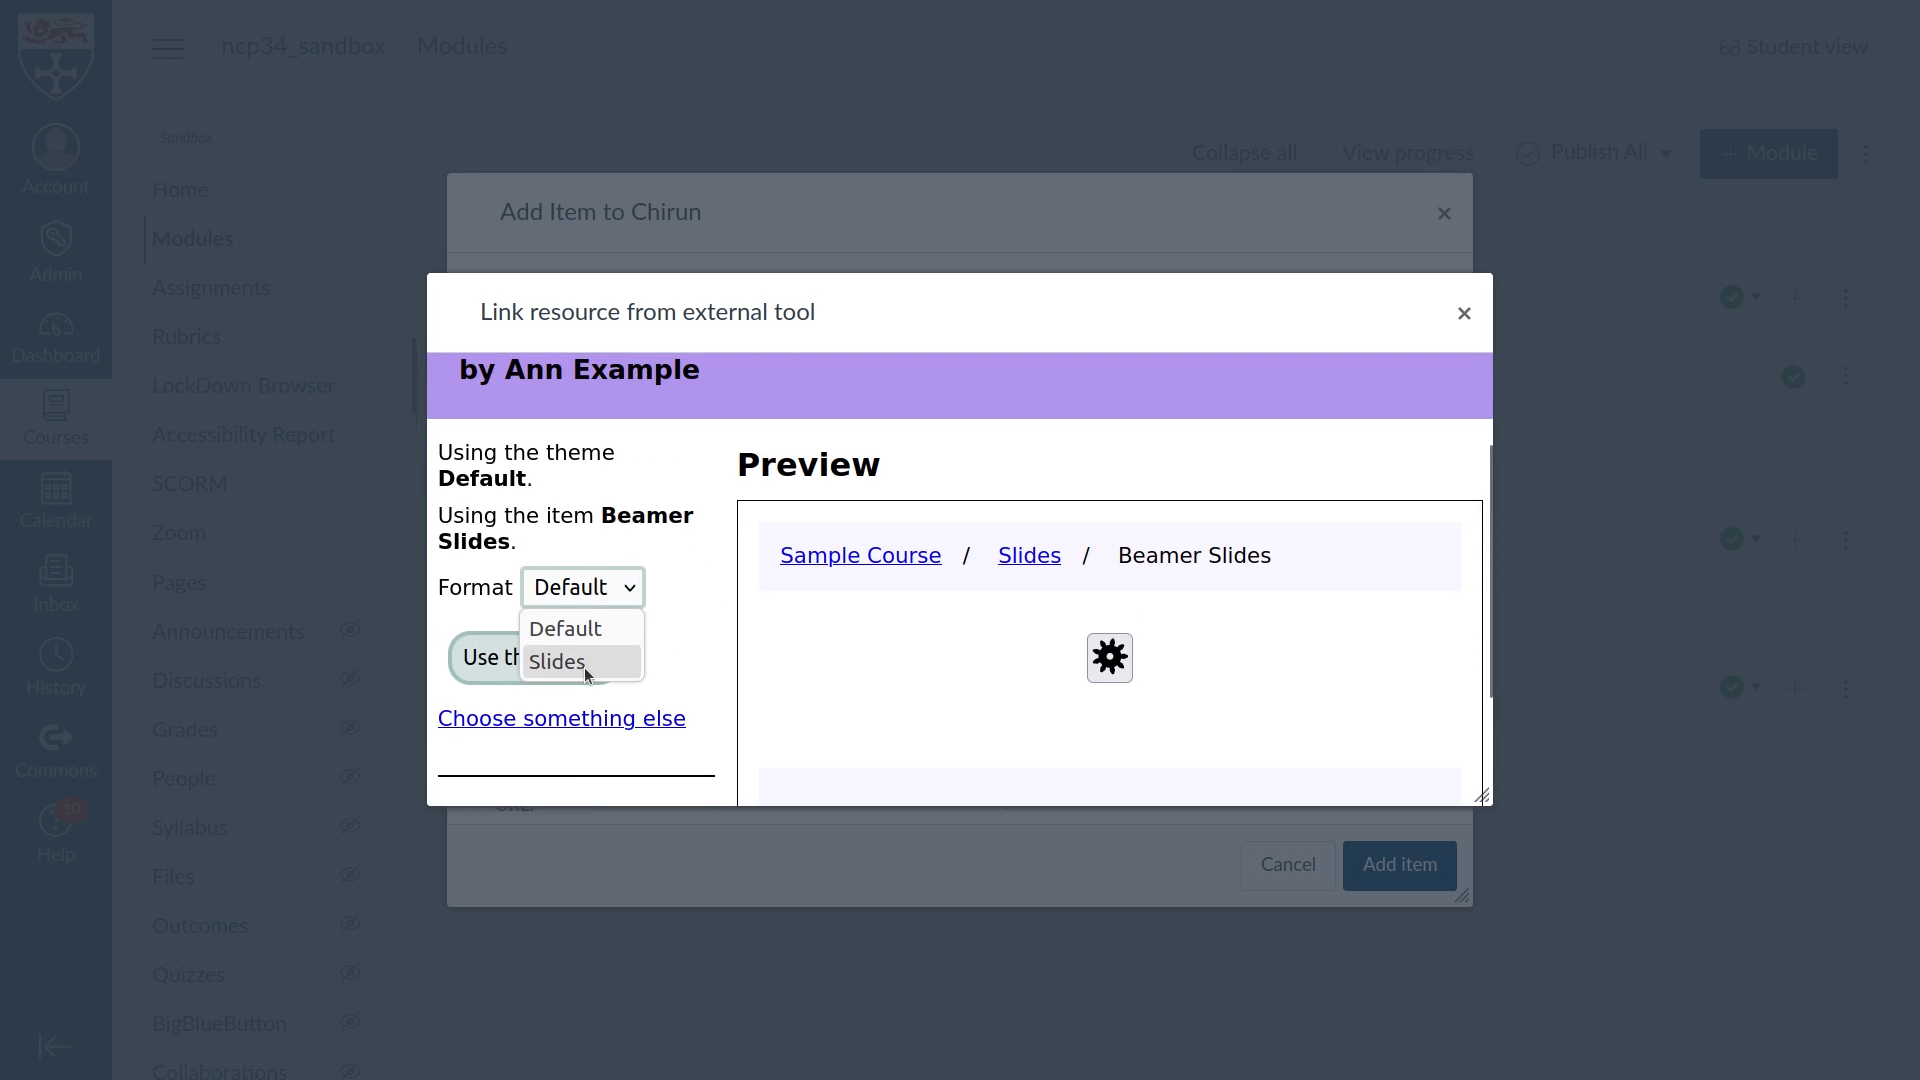 ncp34_sandbox › Modules
Student view
Sandbox
Collapse all
View progress
Publish All
+ Module
Account
Admin
Dashboard
Courses
Calendar
Inbox
History
Commons
10
Help
Home
Modules
Assignments
Rubrics
LockDown Browser
Accessibility Report
SCORM
Zoom
Pages
Announcements
Discussions
Grades
People
Syllabus
Files
Outcomes
Quizzes
BigBlueButton
Collaborations
Add Item to Chirun
×
Link resource from external tool
×
by Ann Example
Using the theme
Default.
Using the item Beamer
Slides.
Format Default
Default
Slides
Use th
Choose something else
Preview
Sample Course / Slides / Beamer Slides
URL:
Cancel
Add item